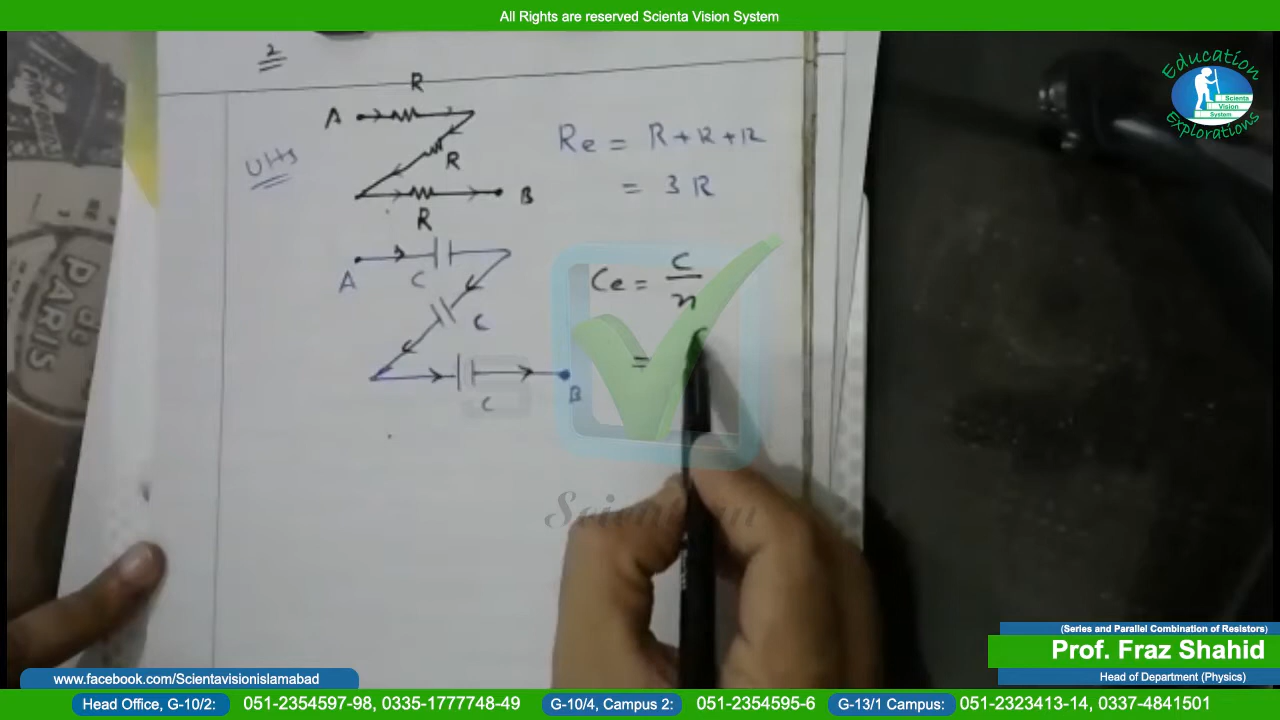 All Rights are reserved Scienta Vision System
Education
Scienta
Vision
System
Explorations
2
R
A
R
B
R
UHS
Re = R + R + R
= 3 R
A
C
C
C
B
Ce = C
n
= C
de
PARIS
(Series and Parallel Combination of Resistors)
Prof. Fraz Shahid
Head of Department (Physics)
www.facebook.com/Scientavisionislamabad
Head Office, G-10/2: 051-2354597-98, 0335-1777748-49 G-10/4, Campus 2: 051-2354595-6 G-13/1 Campus: 051-2323413-14, 0337-4841501